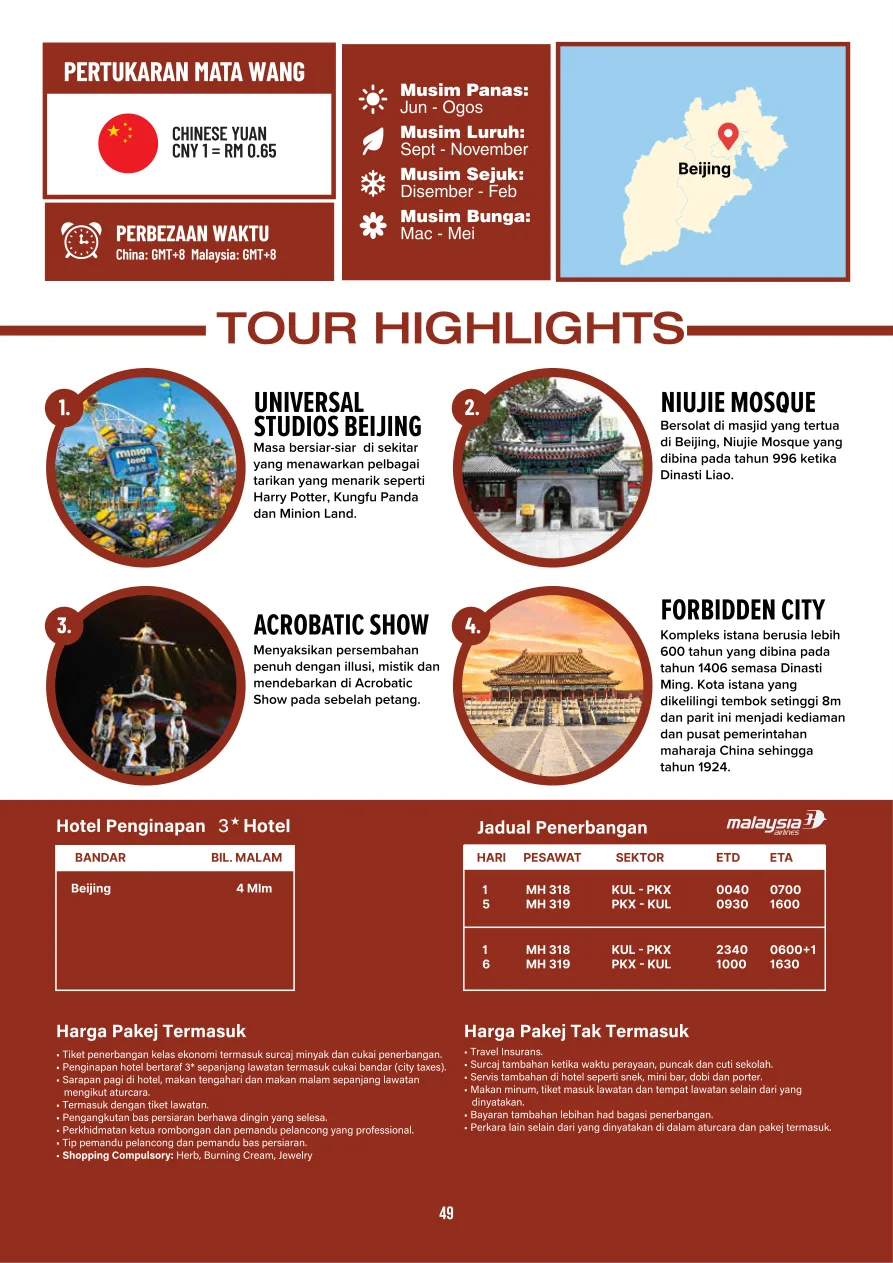 PERTUKARAN MATA WANG
CHINESE YUAN
CNY 1 = RM 0.65
PERBEZAAN WAKTU
China: GMT+8 Malaysia: GMT+8
Musim Panas:
Jun - Ogos
Musim Luruh:
Sept - November
Musim Sejuk:
Disember - Feb
Musim Bunga:
Mac - Mei
Beijing
TOUR HIGHLIGHTS
1.
minion
land
UNIVERSAL
STUDIOS BEIJING
Masa bersiar-siar di sekitar
yang menawarkan pelbagai
tarikan yang menarik seperti
Harry Potter, Kungfu Panda
dan Minion Land.
2.
NIUJIE MOSQUE
Bersolat di masjid yang tertua
di Beijing, Niujie Mosque yang
dibina pada tahun 996 ketika
Dinasti Liao.
3.
ACROBATIC SHOW
Menyaksikan persembahan
penuh dengan illusi, mistik dan
mendebarkan di Acrobatic
Show pada sebelah petang.
4.
FORBIDDEN CITY
Kompleks istana berusia lebih
600 tahun yang dibina pada
tahun 1406 semasa Dinasti
Ming. Kota istana yang
dikelilingi tembok setinggi 8m
dan parit ini menjadi kediaman
dan pusat pemerintahan
maharaja China sehingga
tahun 1924.
Hotel Penginapan 3★ Hotel
BANDAR BIL. MALAM
Beijing 4 Mlm
Jadual Penerbangan
malaysia
airlines
HARI PESAWAT SEKTOR ETD ETA
1 MH 318 KUL - PKX 0040 0700
5 MH 319 PKX - KUL 0930 1600
1 MH 318 KUL - PKX 2340 0600+1
6 MH 319 PKX - KUL 1000 1630
Harga Pakej Termasuk
• Tiket penerbangan kelas ekonomi termasuk surcaj minyak dan cukai penerbangan.
• Penginapan hotel bertaraf 3* sepanjang lawatan termasuk cukai bandar (city taxes).
• Sarapan pagi di hotel, makan tengahari dan makan malam sepanjang lawatan
mengikut aturcara.
• Termasuk dengan tiket lawatan.
• Pengangkutan bas persiaran berhawa dingin yang selesa.
• Perkhidmatan ketua rombongan dan pemandu pelancong yang professional.
• Tip pemandu pelancong dan pemandu bas persiaran.
• Shopping Compulsory: Herb, Burning Cream, Jewelry
Harga Pakej Tak Termasuk
• Travel Insurans.
• Surcaj tambahan ketika waktu perayaan, puncak dan cuti sekolah.
• Servis tambahan di hotel seperti snek, mini bar, dobi dan porter.
• Makan minum, tiket masuk lawatan dan tempat lawatan selain dari yang
dinyatakan.
• Bayaran tambahan lebihan had bagasi penerbangan.
• Perkara lain selain dari yang dinyatakan di dalam aturcara dan pakej termasuk.
49